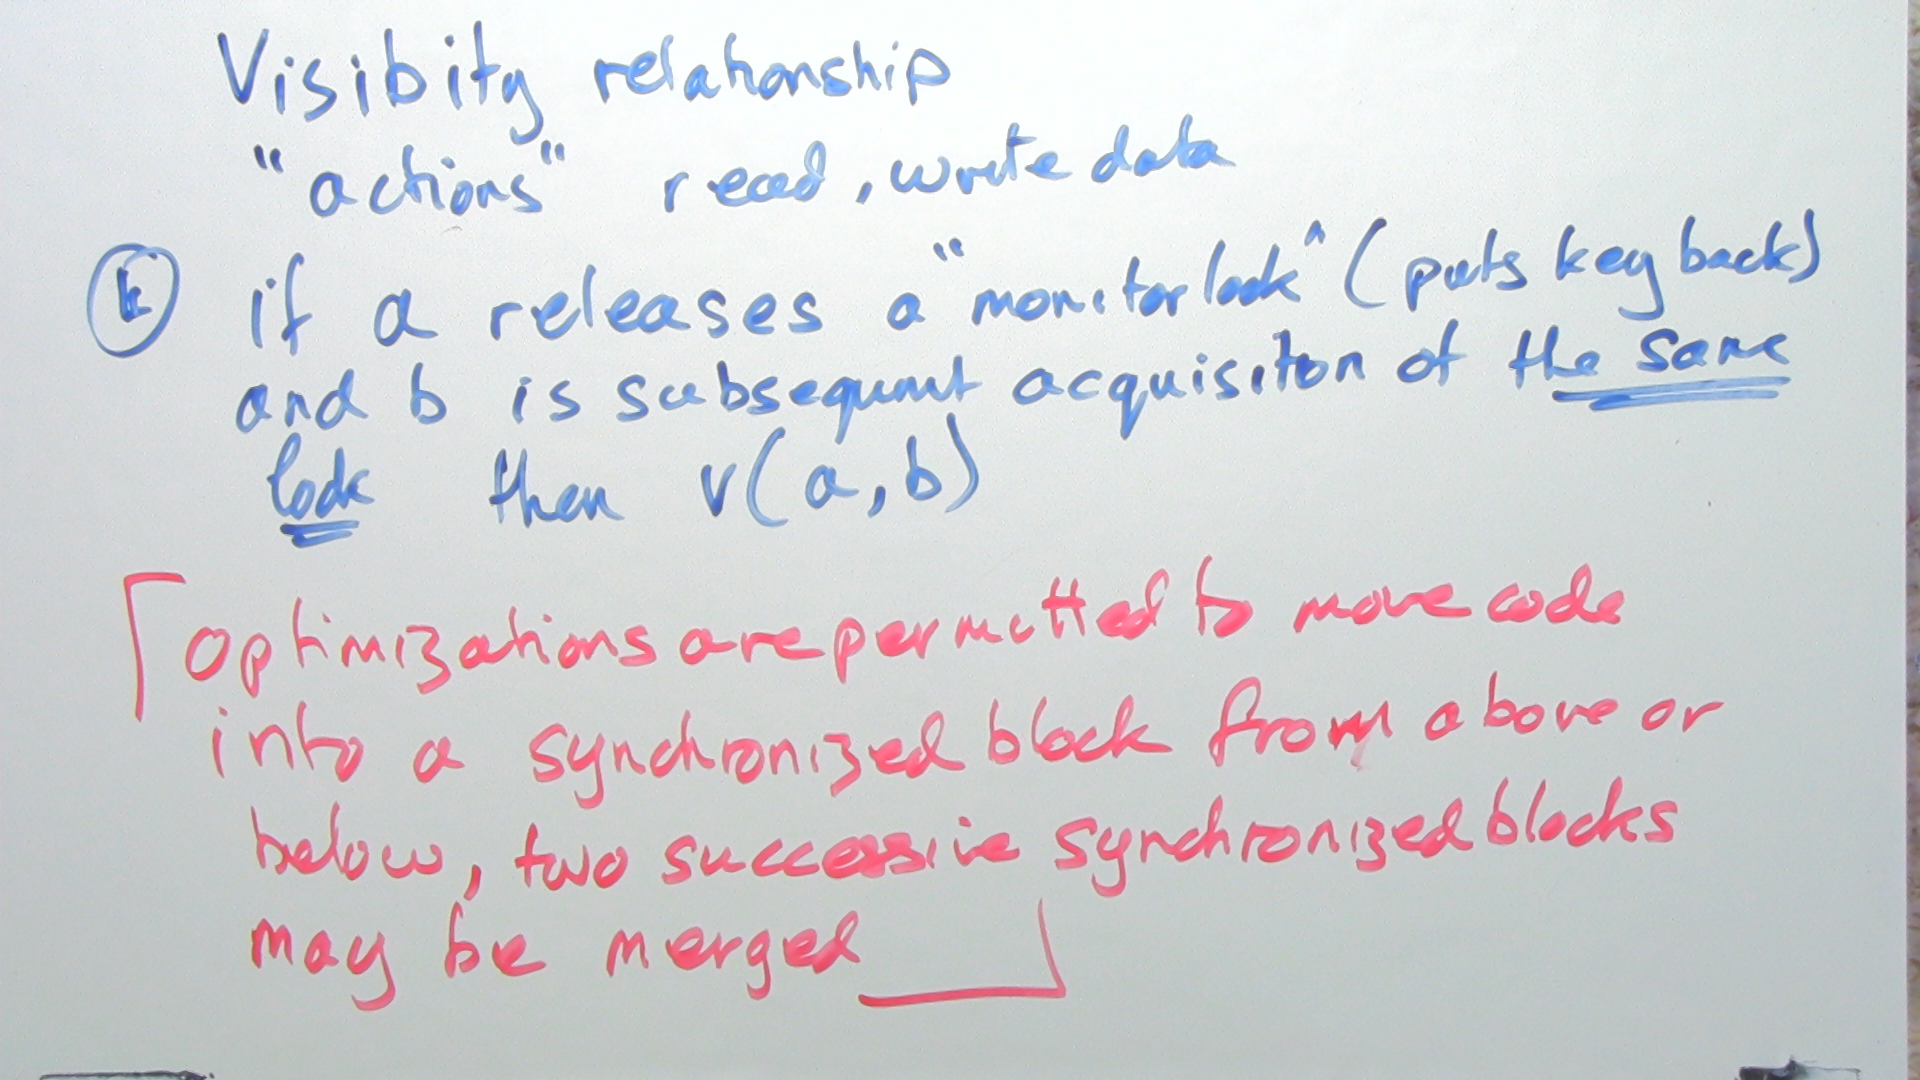 Visibity relationship
"actions" read, write data
k if a releases a "monitor lock" (puts key back)
and b is subsequent acquisiton of the same
lock then v(a,b)
Optimizations are permitted to move code
into a synchronized block from above or
below, two successive synchronized blocks
may be merged